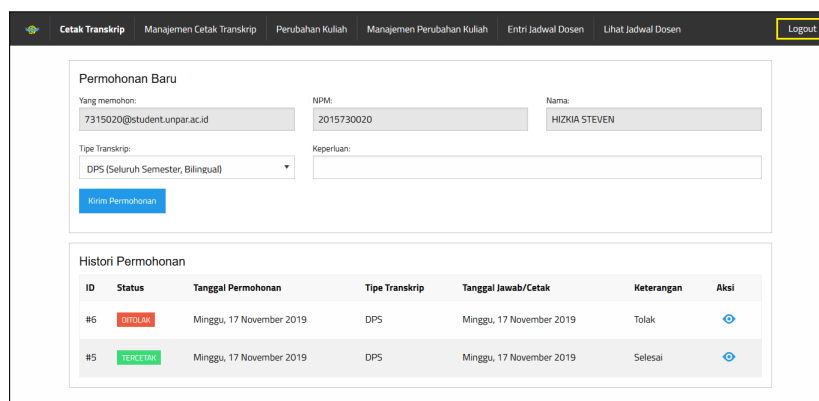 Cetak Transkrip Manajemen Cetak Transkrip Perubahan Kuliah Manajemen Perubahan Kuliah Entri Jadwal Dosen Lihat Jadwal Dosen Logout
Permohonan Baru
Yang memohon: NPM: Nama:
7315020@student.unpar.ac.id 2015730020 HIZKIA STEVEN
Tipe Transkrip: Keperluan:
DPS (Seluruh Semester, Bilingual)
Kirim Permohonan
Histori Permohonan
ID Status Tanggal Permohonan Tipe Transkrip Tanggal Jawab/Cetak Keterangan Aksi
#6 DITOLAK Minggu, 17 November 2019 DPS Minggu, 17 November 2019 Tolak
#5 TERCETAK Minggu, 17 November 2019 DPS Minggu, 17 November 2019 Selesai